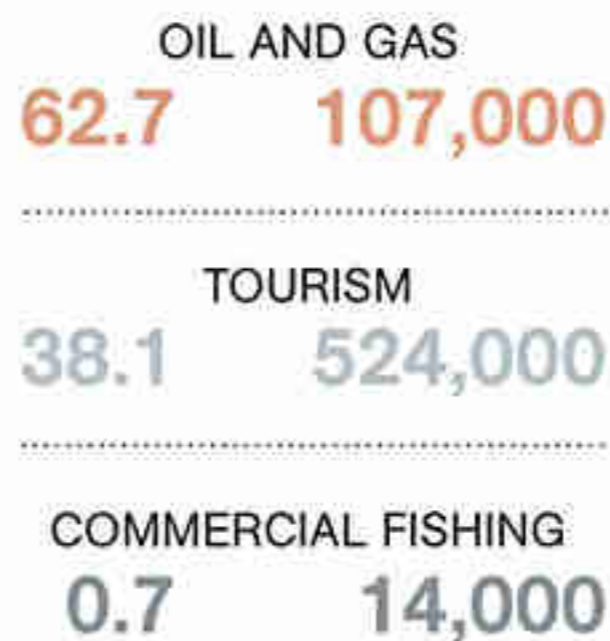 OIL AND GAS
62.7 107,000
TOURISM
38.1 524,000
COMMERCIAL FISHING
0.7 14,000